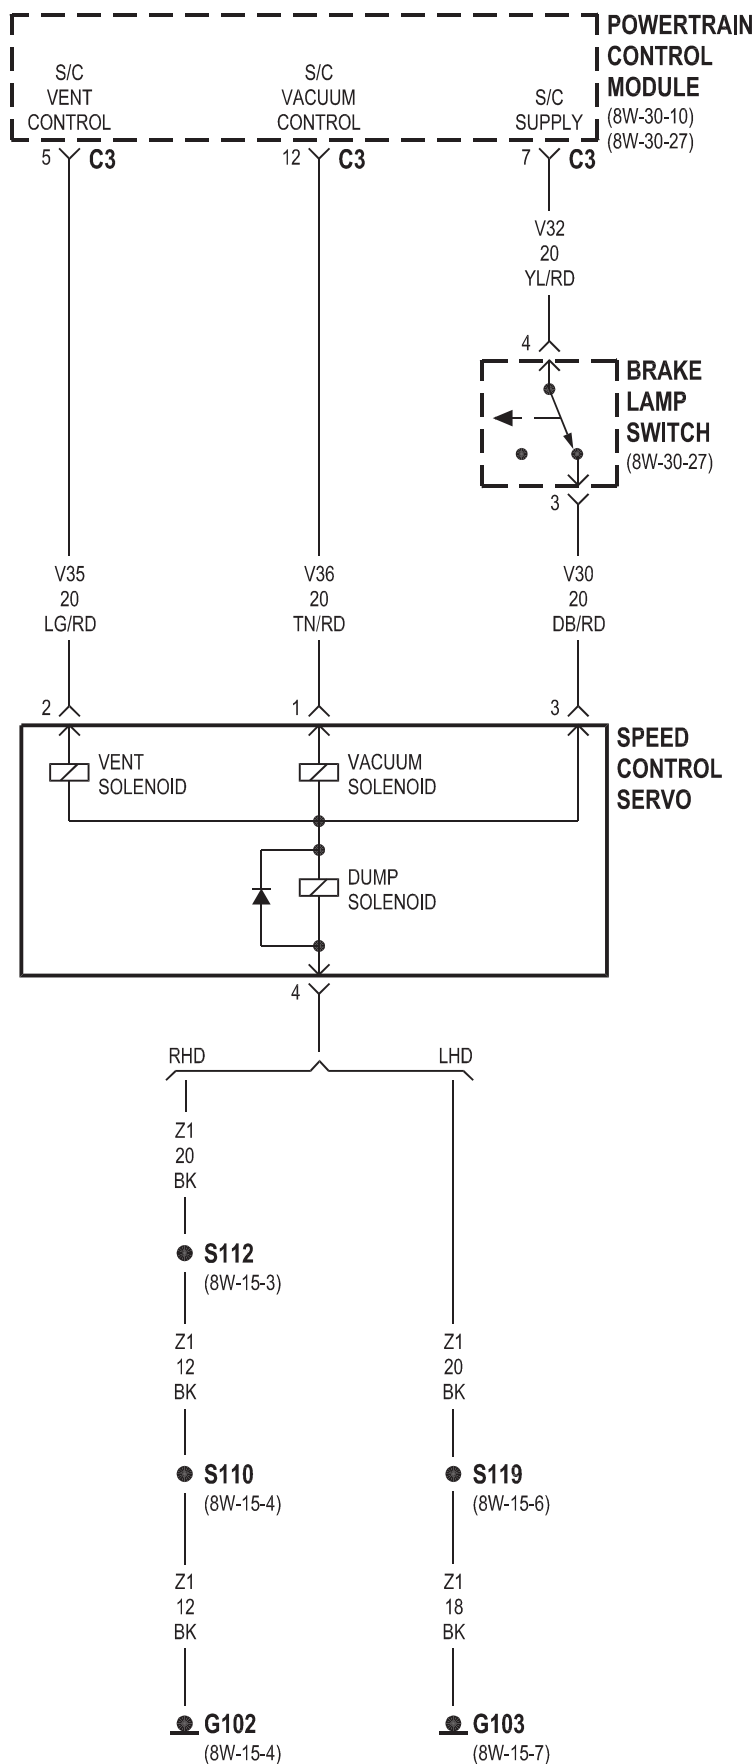 POWERTRAIN
CONTROL
MODULE
(8W-30-10)
(8W-30-27)
S/C
VENT
CONTROL
S/C
VACUUM
CONTROL
S/C
SUPPLY
5
C3
12
C3
7
C3
V32
20
YL/RD
4
BRAKE
LAMP
SWITCH
(8W-30-27)
3
V35
20
LG/RD
V36
20
TN/RD
V30
20
DB/RD
2
1
3
SPEED
CONTROL
SERVO
VENT
SOLENOID
VACUUM
SOLENOID
DUMP
SOLENOID
4
RHD
LHD
Z1
20
BK
S112
(8W-15-3)
Z1
12
BK
Z1
20
BK
S110
(8W-15-4)
S119
(8W-15-6)
Z1
12
BK
Z1
18
BK
G102
(8W-15-4)
G103
(8W-15-7)